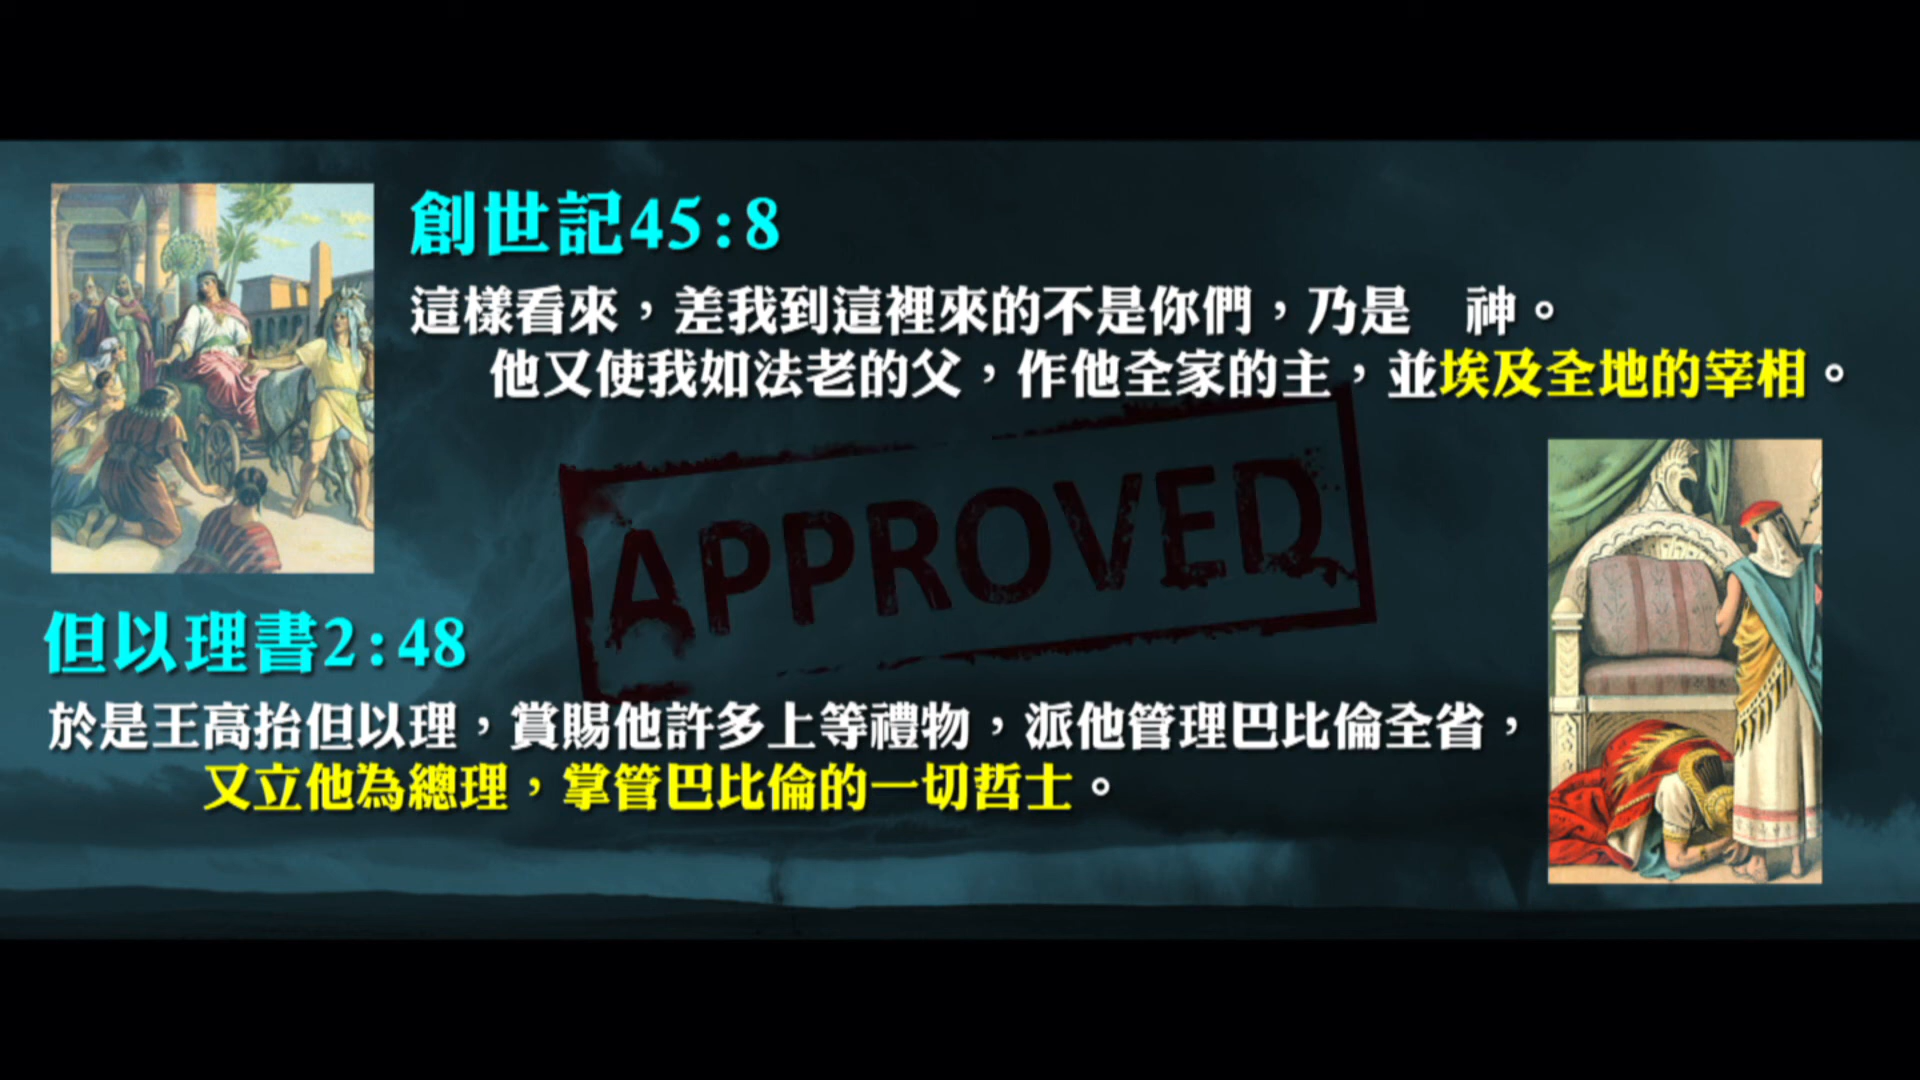 創世記45:8
這樣看來，差我到這裡來的不是你們，乃是　神。
他又使我如法老的父，作他全家的主，並埃及全地的宰相。
APPROVED
但以理書2:48
於是王高抬但以理，賞賜他許多上等禮物，派他管理巴比倫全省，
又立他為總理，掌管巴比倫的一切哲士。